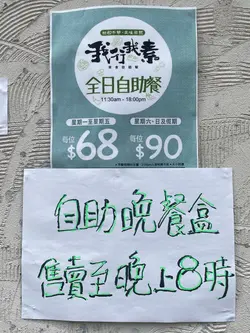 我行我素
全日自助餐
11:30am - 18:00pm
星期一至星期五
每位
$68
星期六、日及假期
每位
$90
自助晚餐盒
售賣至晚上8時